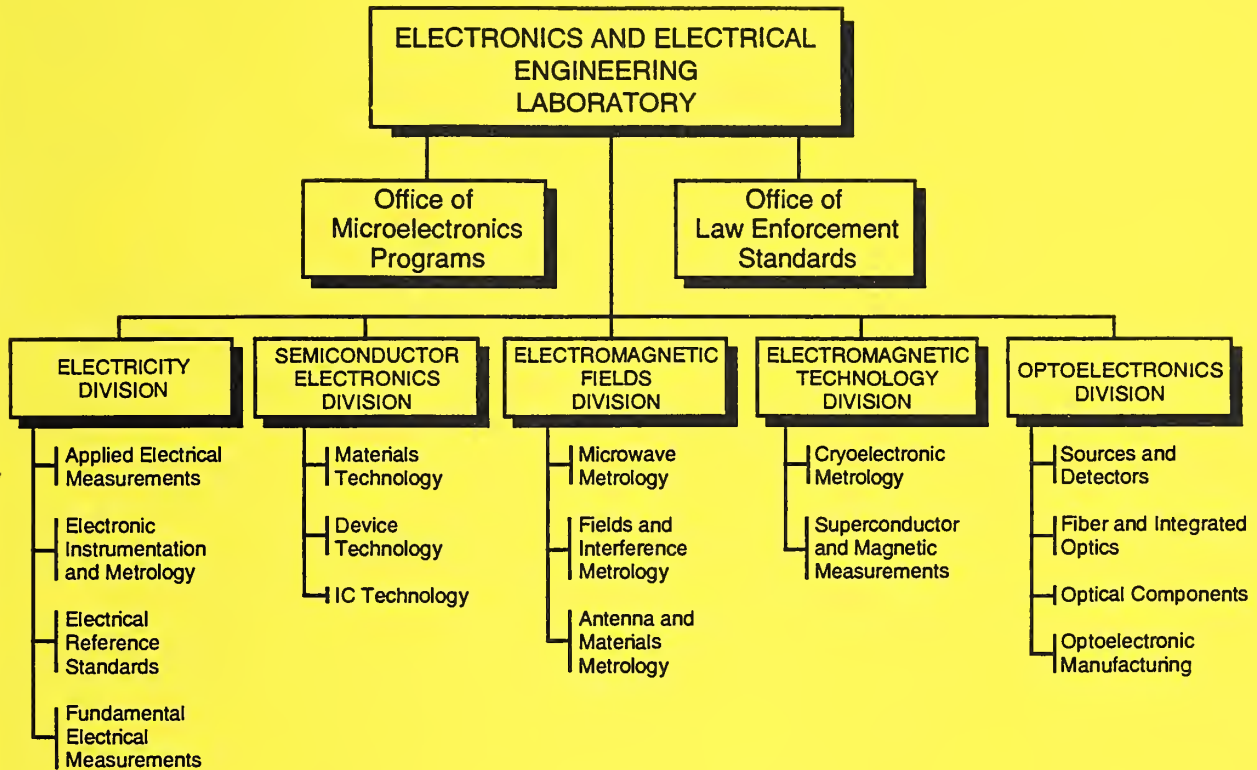 ELECTRONICS AND ELECTRICAL
ENGINEERING
LABORATORY
Office of
Microelectronics
Programs
Office of
Law Enforcement
Standards
ELECTRICITY
DIVISION
SEMICONDUCTOR
ELECTRONICS
DIVISION
ELECTROMAGNETIC
FIELDS
DIVISION
ELECTROMAGNETIC
TECHNOLOGY
DIVISION
OPTOELECTRONICS
DIVISION
Applied Electrical
Measurements
Electronic
Instrumentation
and Metrology
Electrical
Reference
Standards
Fundamental
Electrical
Measurements
Materials
Technology
Device
Technology
IC Technology
Microwave
Metrology
Fields and
Interference
Metrology
Antenna and
Materials
Metrology
Cryoelectronic
Metrology
Superconductor
and Magnetic
Measurements
Sources and
Detectors
Fiber and Integrated
Optics
Optical Components
Optoelectronic
Manufacturing